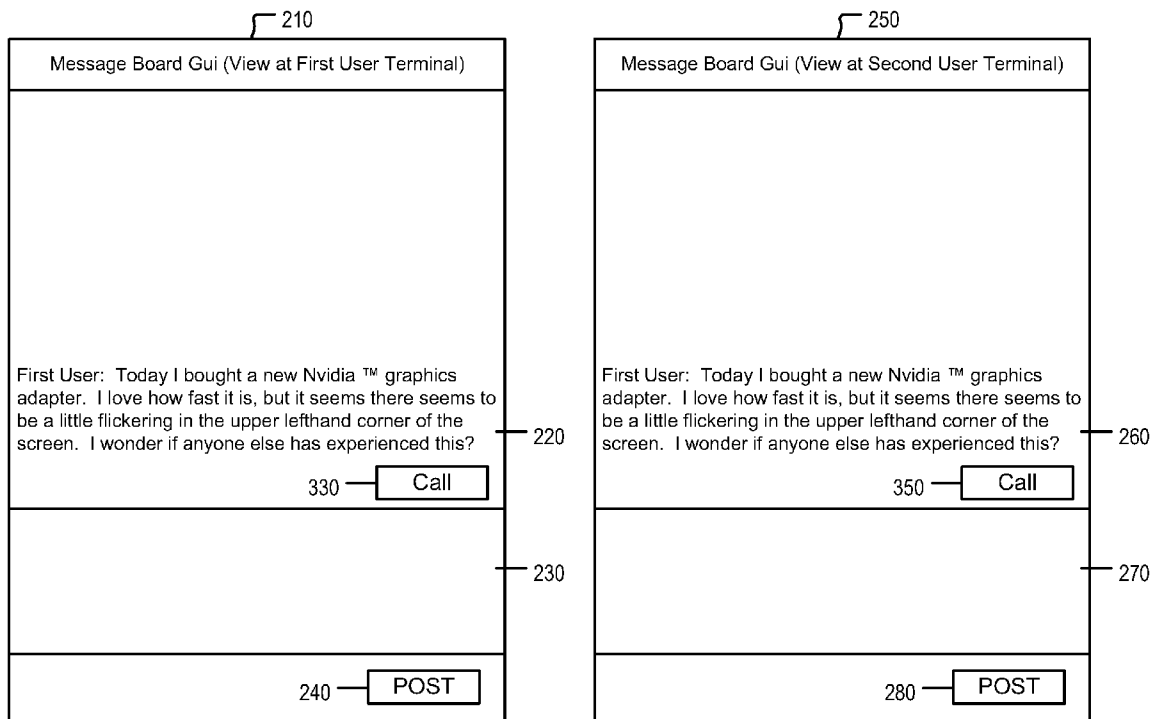 210
Message Board Gui (View at First User Terminal)
First User: Today I bought a new Nvidia ™ graphics
adapter. I love how fast it is, but it seems there seems to
be a little flickering in the upper lefthand corner of the
screen. I wonder if anyone else has experienced this?
220
330
Call
230
240
POST
250
Message Board Gui (View at Second User Terminal)
First User: Today I bought a new Nvidia ™ graphics
adapter. I love how fast it is, but it seems there seems to
be a little flickering in the upper lefthand corner of the
screen. I wonder if anyone else has experienced this?
260
350
Call
270
280
POST